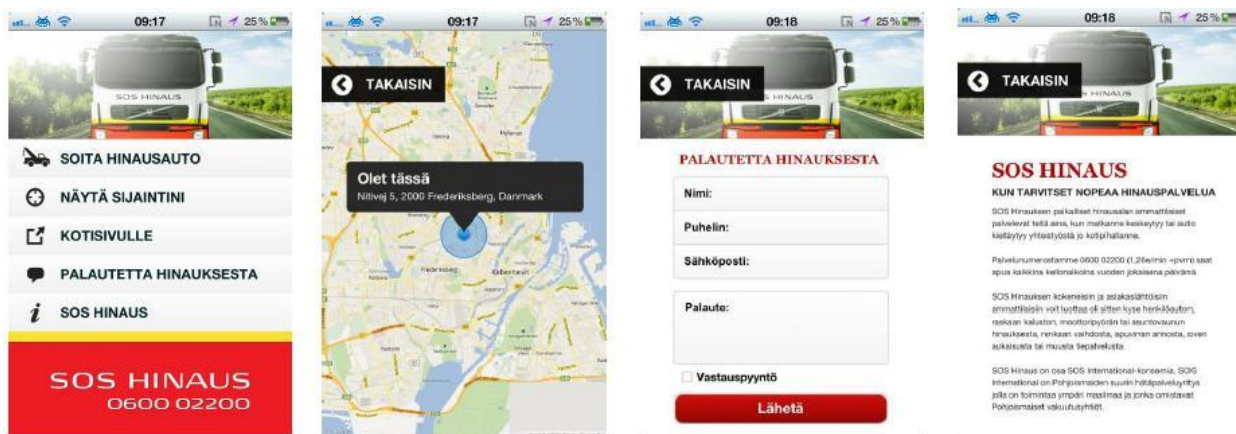 09:17
25 %
SOS HINAUS
SOITA HINAUSAUTO
NÄYTÄ SIJAINTINI
KOTISIVULLE
PALAUTETTA HINAUKSESTA
SOS HINAUS
SOS HINAUS
0600 02200
09:17
25 %
TAKAISIN
Olet tässä
Nitivej 5, 2000 Frederiksberg, Danmark
Frederiksberg
København
09:18
25 %
TAKAISIN
HINAUS
PALAUTETTA HINAUKSESTA
Nimi:
Puhelin:
Sähköposti:
Palaute:
Vastauspyyntö
Lähetä
09:18
25 %
TAKAISIN
HINAUS
SOS HINAUS
KUN TARVITSET NOPEAA HINAUSPALVELUA
SOS Hinauksen paikalliset hinausalan ammattilaiset
palvelevat teitä aina, kun matkanne keskeytyy tai auto
kieltäytyy yhteistyöstä jo kotipihallanne.
Palvelunumerostamme 0600 02200 (1,26e/min +pvm) saat
apua kaikkina kellonaikoina vuoden jokaisena päivänä.
SOS Hinauksen kokeneisiin ja asiakaslähtöisiin
ammattilaisiin voit luottaa oli sitten kyse henkilöauton,
raskaan kaluston, moottoripyörän tai asuntovaunun
hinauksesta, renkaan vaihdosta, apuvirran annosta, oven
aukaisusta tai muusta tiepalvelusta.
SOS Hinaus on osa SOS International-konsernia. SOS
International on Pohjoismaiden suurin hätäpalveluyritys
jolla on toimintaa ympäri maailmaa ja jonka omistavat
Pohjoismaiset vakuutusyhtiöt.